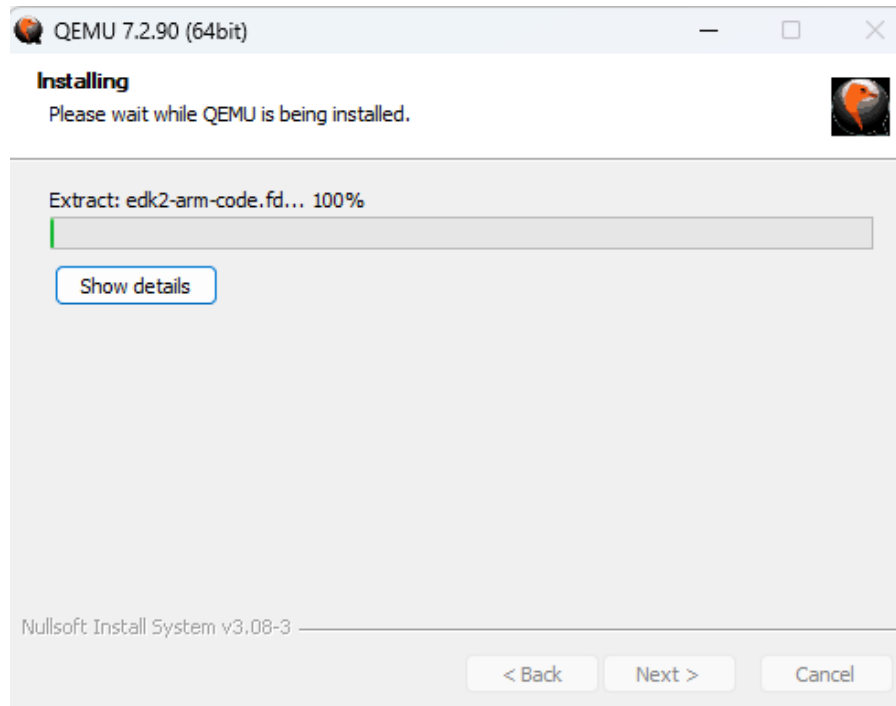 QEMU 7.2.90 (64bit)
Installing
Please wait while QEMU is being installed.
Extract: edk2-arm-code.fd... 100%
Show details
Nullsoft Install System v3.08-3
< Back Next > Cancel